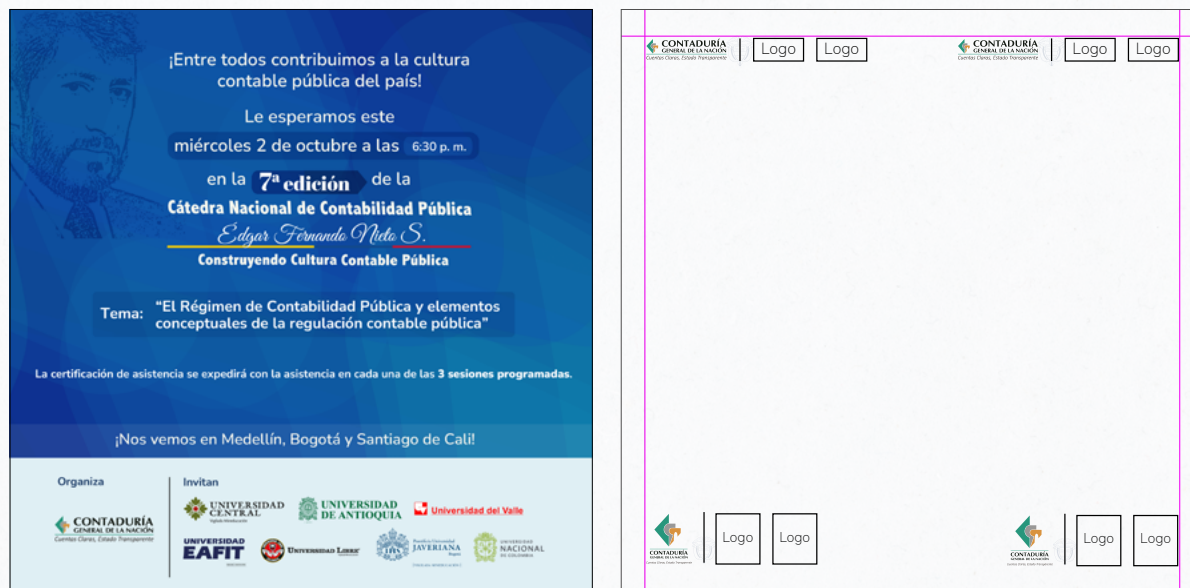 ¡Entre todos contribuimos a la cultura
contable pública del país!
Le esperamos este
miércoles 2 de octubre a las 6:30 p. m.
en la 7ª edición de la
Cátedra Nacional de Contabilidad Pública
Édgar Fernando Nieto S.
Construyendo Cultura Contable Pública
Tema: “El Régimen de Contabilidad Pública y elementos
conceptuales de la regulación contable pública”
La certificación de asistencia se expedirá con la asistencia en cada una de las 3 sesiones programadas.
¡Nos vemos en Medellín, Bogotá y Santiago de Cali!
Organiza
CONTADURÍA
GENERAL DE LA NACIÓN
Cuentas Claras, Estado Transparente
Invitan
UNIVERSIDAD
CENTRAL
UNIVERSIDAD
DE ANTIOQUIA
Universidad del Valle
UNIVERSIDAD
EAFIT
UNIVERSIDAD LIBRE
Pontificia Universidad
JAVERIANA
Bogotá
UNIVERSIDAD
NACIONAL
DE COLOMBIA
CONTADURÍA
GENERAL DE LA NACIÓN
Cuentas Claras, Estado Transparente
Logo
Logo
CONTADURÍA
GENERAL DE LA NACIÓN
Cuentas Claras, Estado Transparente
Logo
Logo
CONTADURÍA
GENERAL DE LA NACIÓN
Logo
Logo
CONTADURÍA
GENERAL DE LA NACIÓN
Logo
Logo